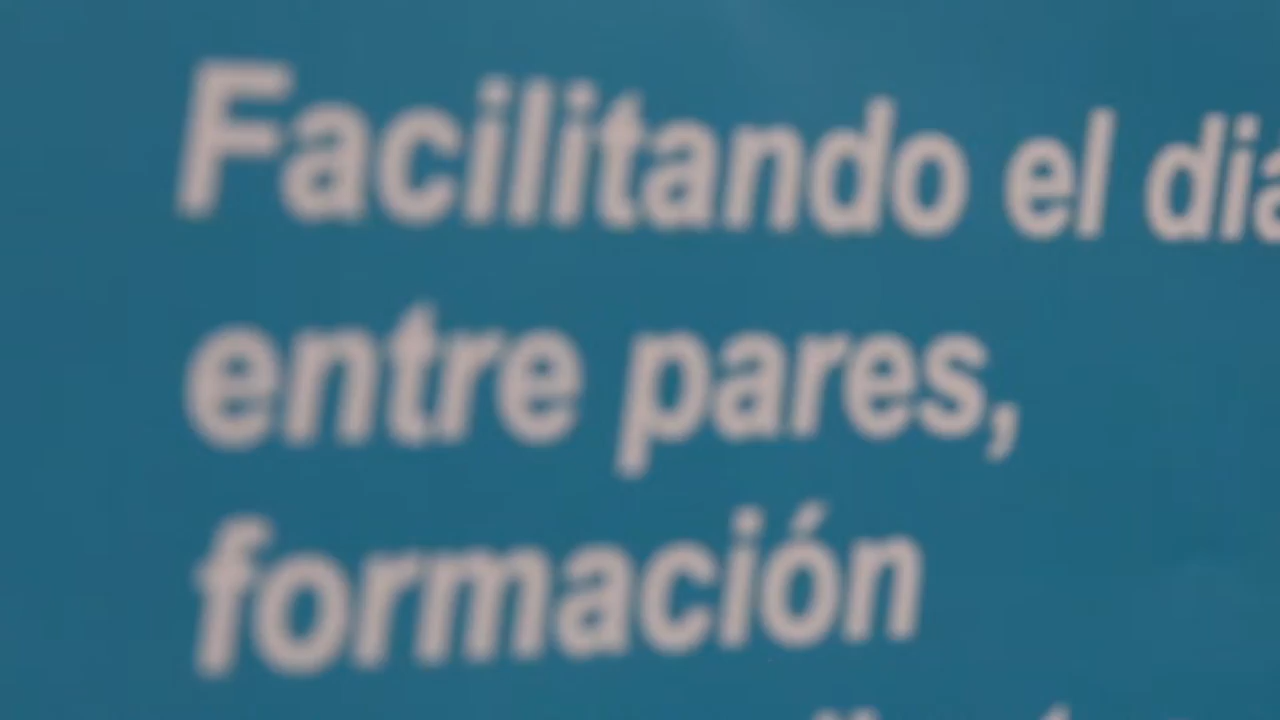 Facilitando el
entre pares,
formación